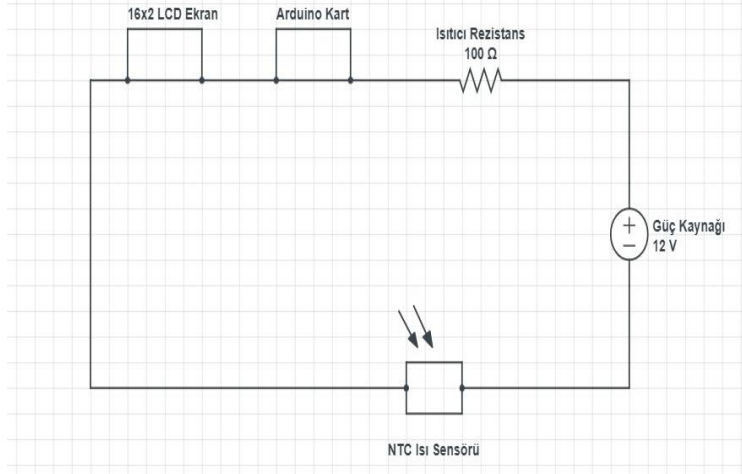 16x2 LCD Ekran
Arduino Kart
Isıtıcı Rezistans
100 Ω
+
Güç Kaynağı
−
12 V
NTC Isı Sensörü